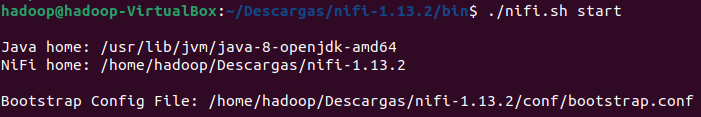 hadoop@hadoop-VirtualBox:~/Descargas/nifi-1.13.2/bin$ ./nifi.sh start
Java home: /usr/lib/jvm/java-8-openjdk-amd64
NiFi home: /home/hadoop/Descargas/nifi-1.13.2
Bootstrap Config File: /home/hadoop/Descargas/nifi-1.13.2/conf/bootstrap.conf